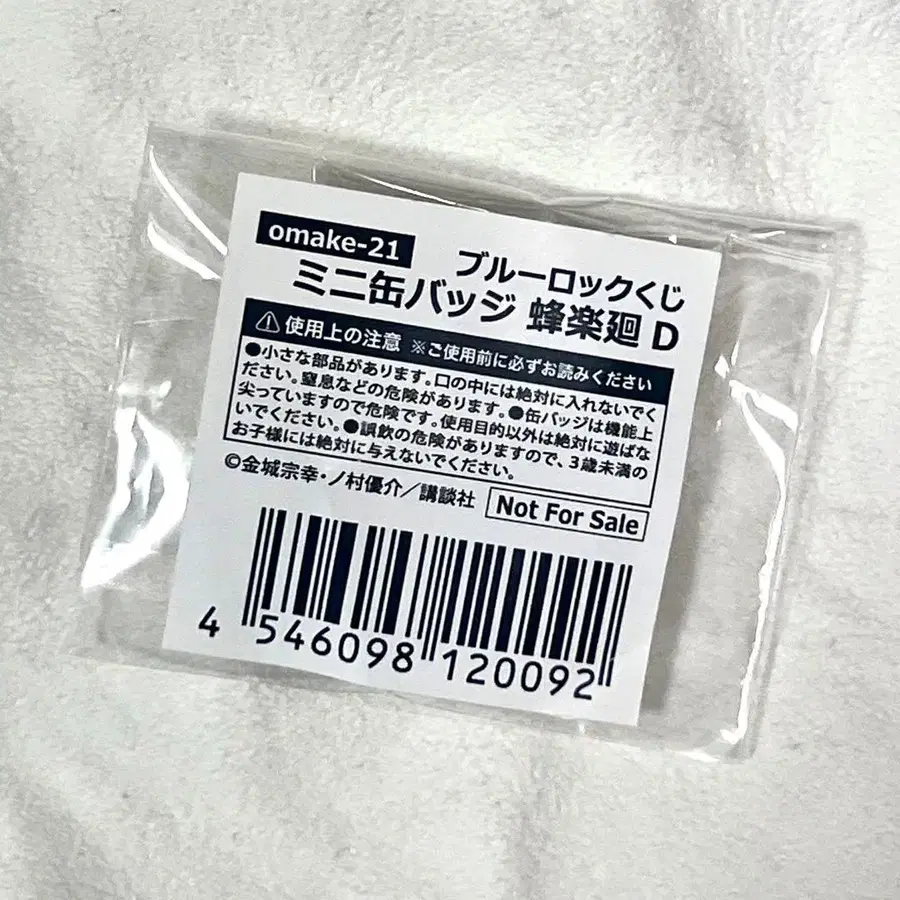 omake-21 ブルーロックくじ
ミニ缶バッジ 蜂楽廻 D
使用上の注意 ※ご使用前に必ずお読みください
●小さな部品があります。口の中には絶対に入れないでく
ださい。窒息などの危険があります。●缶バッジは機能上
尖っていますので危険です。使用目的以外は絶対に遊ばな
いでください。●誤飲の危険がありますので、3歳未満の
お子様には絶対に与えないでください。
©金城宗幸・ノ村優介／講談社 Not For Sale
4 546098 120092